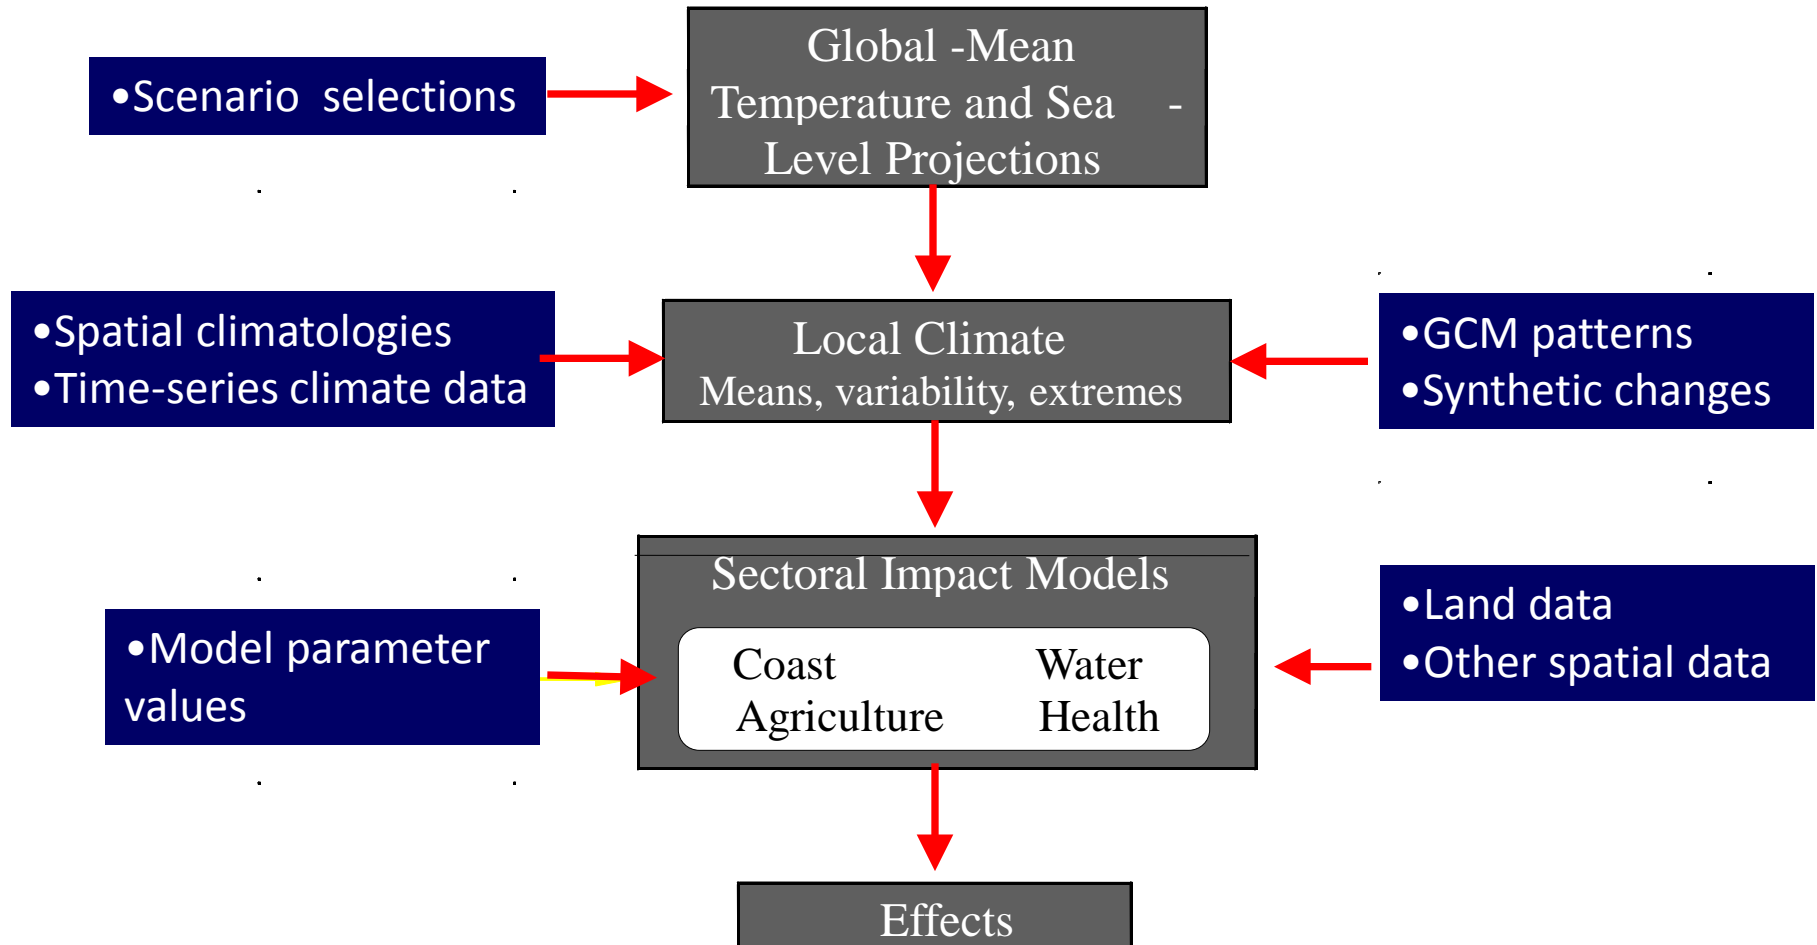 Global -Mean
Temperature and Sea -
Level Projections
•Scenario selections
•Spatial climatologies
•Time-series climate data
Local Climate
Means, variability, extremes
•GCM patterns
•Synthetic changes
Sectoral Impact Models
Coast Water
Agriculture Health
•Model parameter
values
•Land data
•Other spatial data
Effects